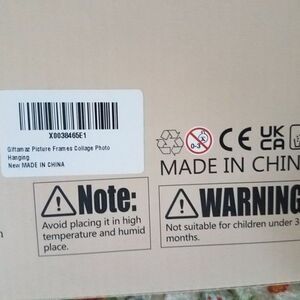 X0038465E1
Giftamaz Picture Frames Collage Photo
Hanging
New MADE IN CHINA
0-3
CE UK
CA
MADE IN CHIN
Note:
Avoid placing it in high
temperature and humid
place.
WARNING
Not suitable for children under 3
months.
n